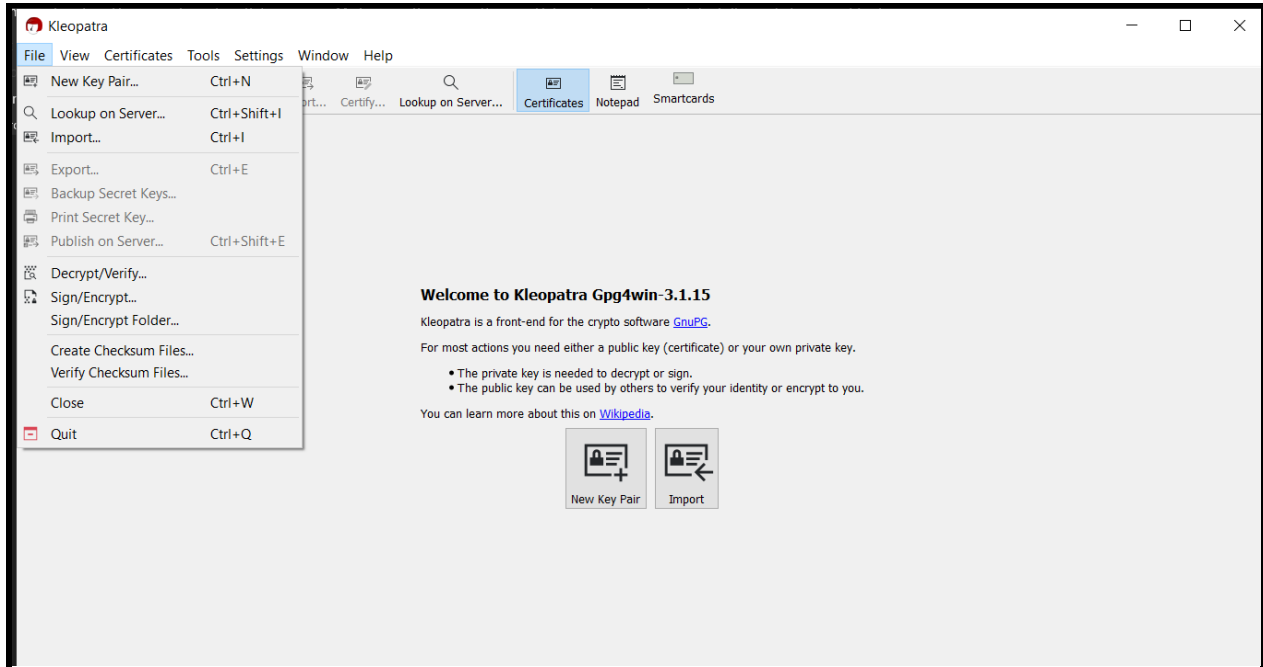 Kleopatra
File View Certificates Tools Settings Window Help
New Key Pair... Ctrl+N
Certify... Lookup on Server... Certificates Notepad Smartcards
Lookup on Server... Ctrl+Shift+I
Import... Ctrl+I
Export... Ctrl+E
Backup Secret Keys...
Print Secret Key...
Publish on Server... Ctrl+Shift+E
Decrypt/Verify...
Sign/Encrypt...
Sign/Encrypt Folder...
Create Checksum Files...
Verify Checksum Files...
Close Ctrl+W
Quit Ctrl+Q
Welcome to Kleopatra Gpg4win-3.1.15
Kleopatra is a front-end for the crypto software GnuPG.
For most actions you need either a public key (certificate) or your own private key.
• The private key is needed to decrypt or sign.
• The public key can be used by others to verify your identity or encrypt to you.
You can learn more about this on Wikipedia.
New Key Pair Import